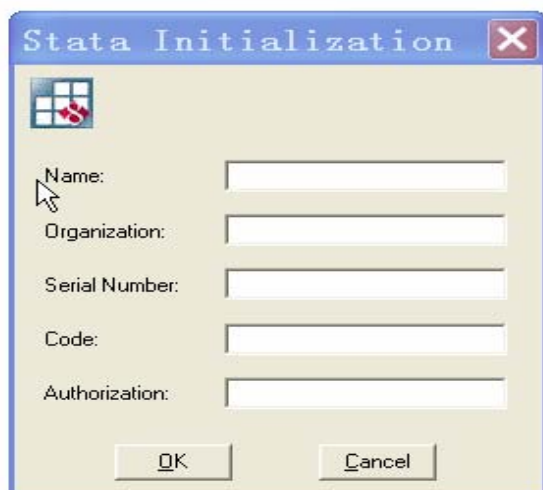 Stata Initialization
Name:
Organization:
Serial Number:
Code:
Authorization:
OK Cancel